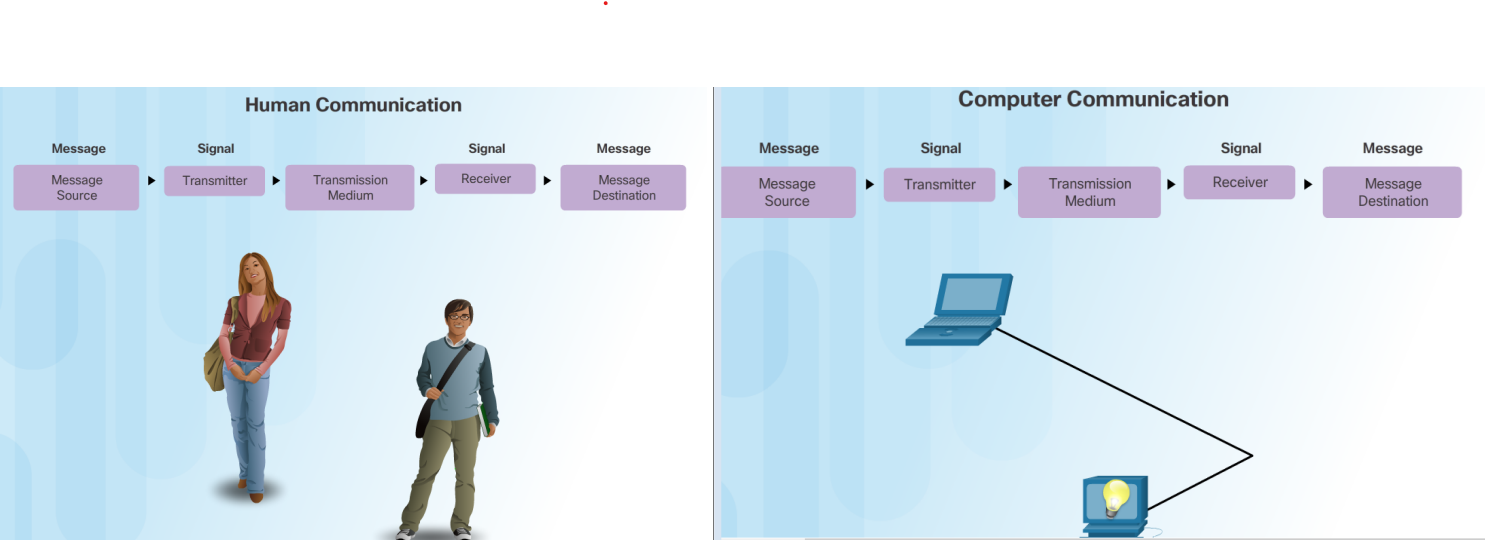 Human Communication
Message
Signal
Signal
Message
Message
Source
Transmitter
Transmission
Medium
Receiver
Message
Destination
Computer Communication
Message
Signal
Signal
Message
Message
Source
Transmitter
Transmission
Medium
Receiver
Message
Destination